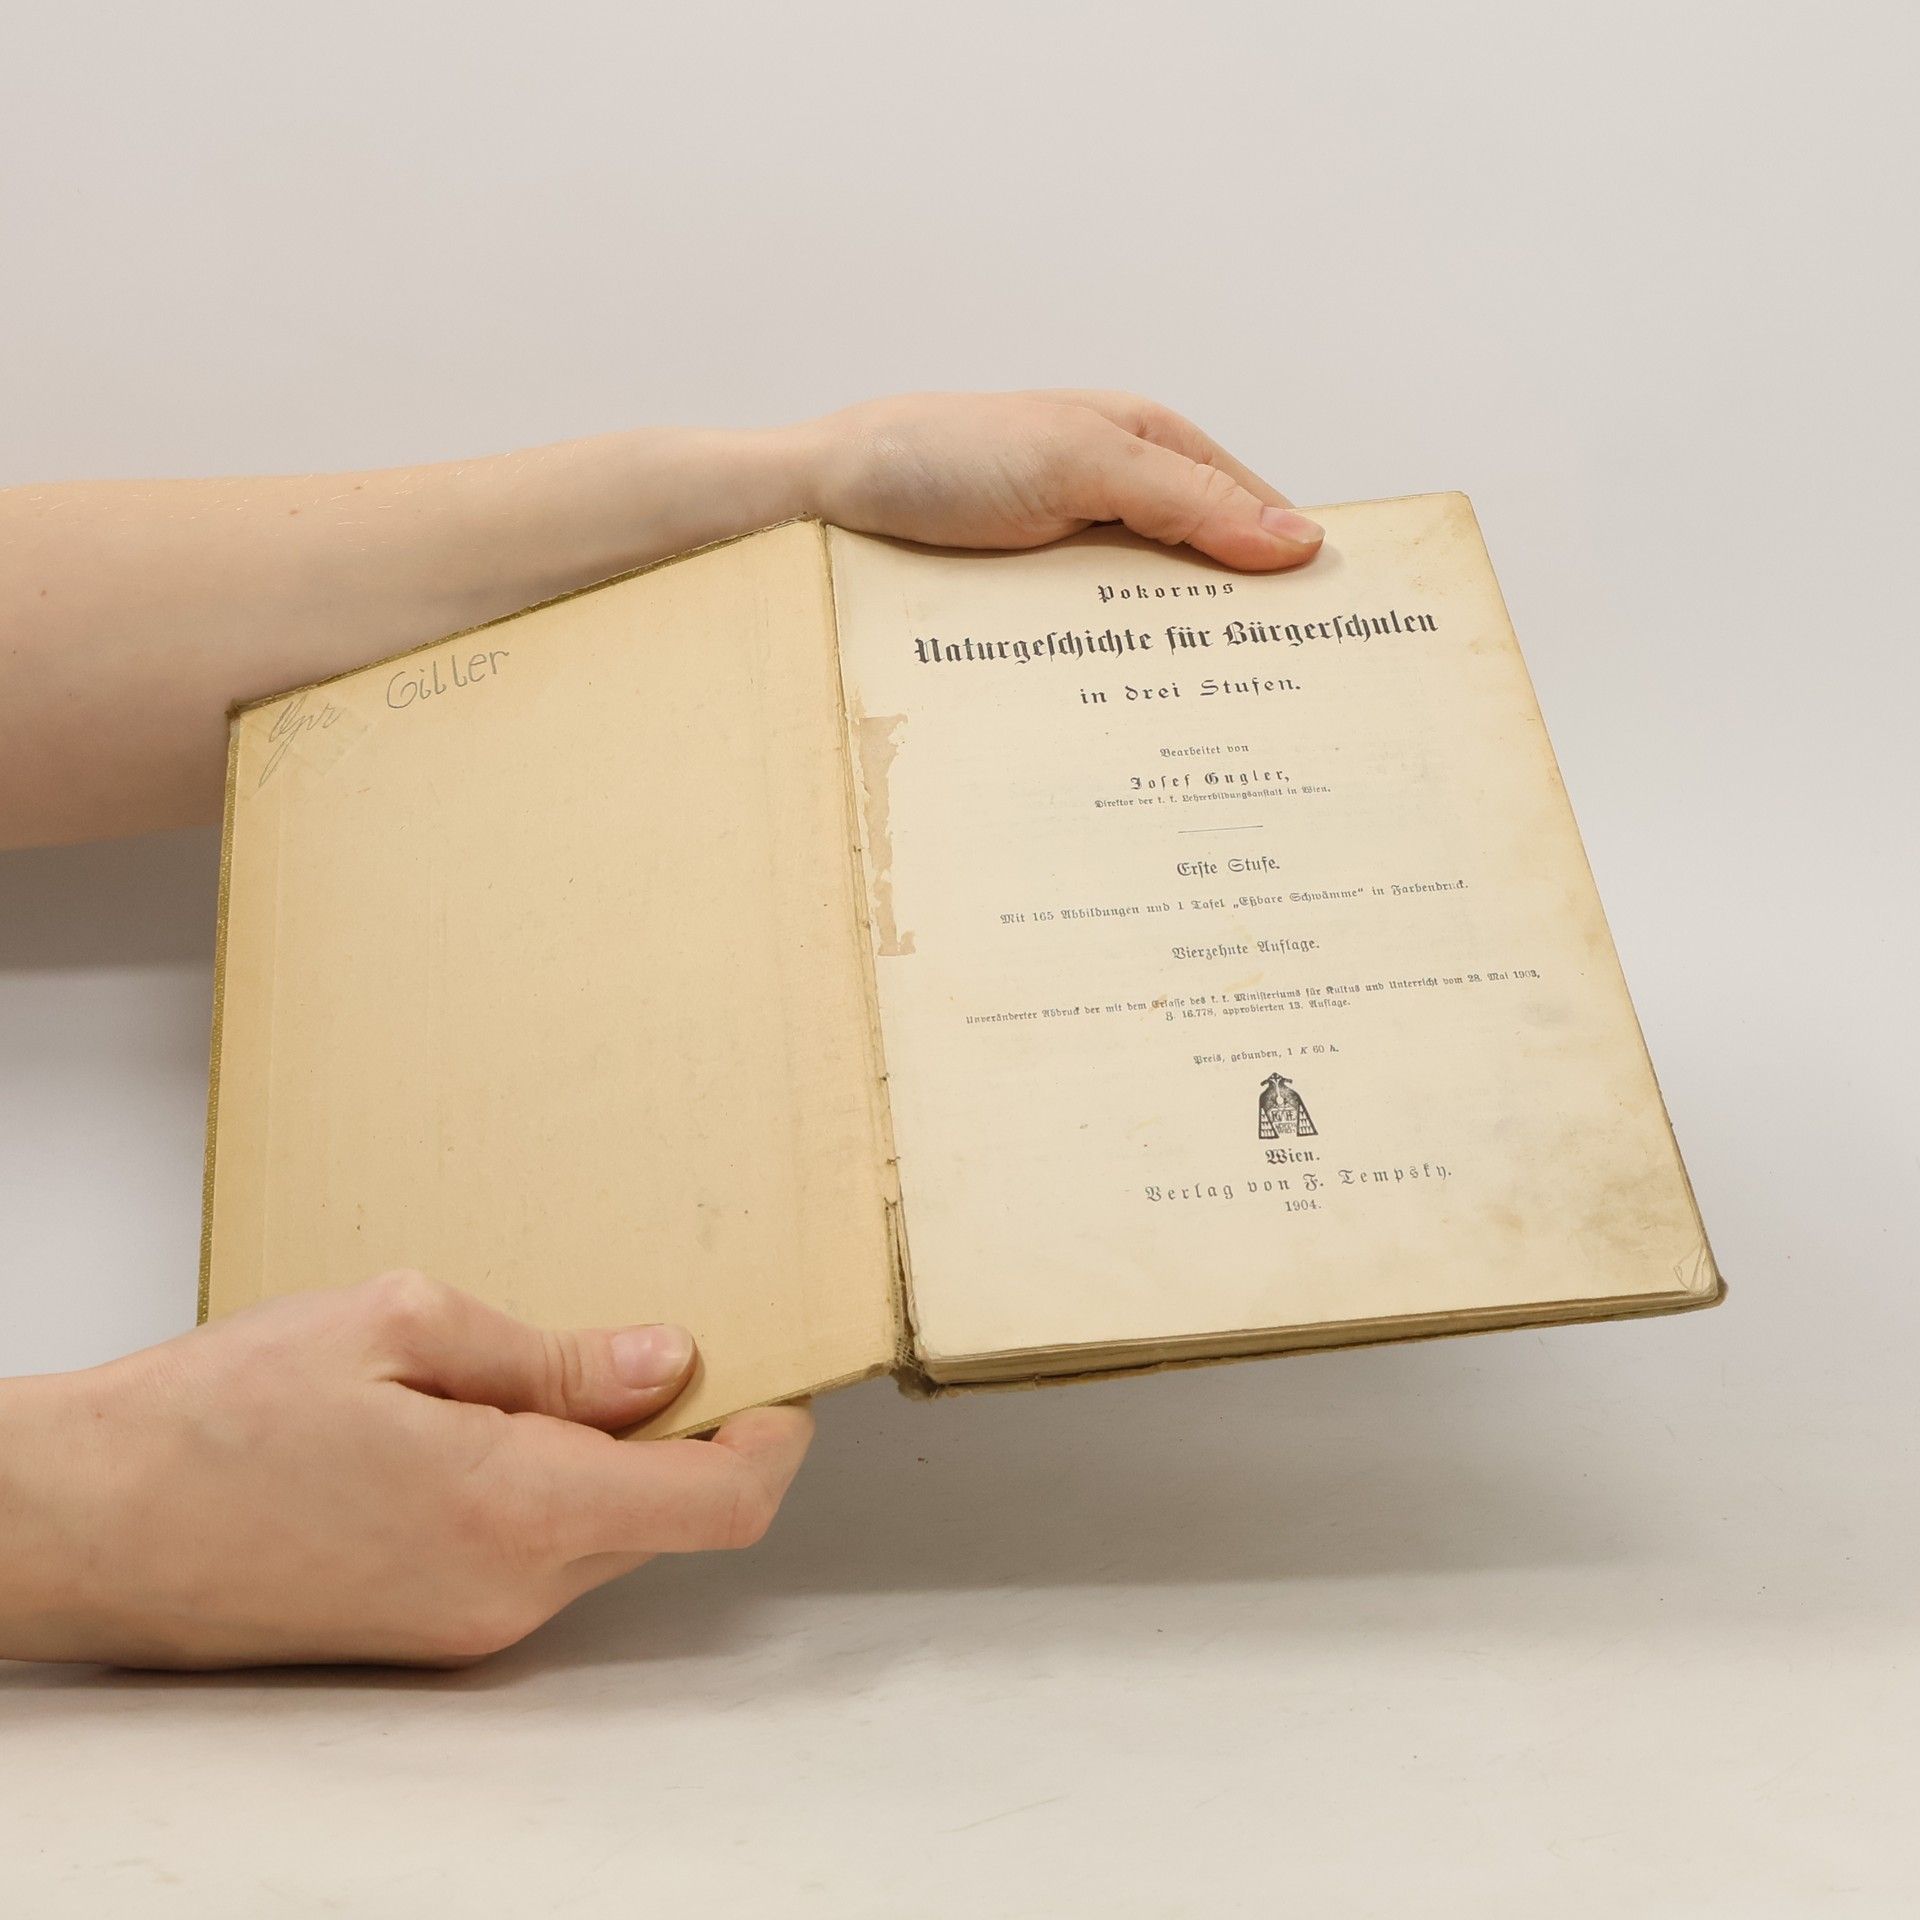 Giller
Pokornys
Naturgeſchichte für Bürgerſchulen
in drei Stufen.
Bearbeitet von
Joſef Gugler,
Direktor der k. k. Lehrerbildungsanſtalt in Wien.
Erſte Stufe.
Mit 165 Abbildungen und 1 Tafel „Eßbare Schwämme“ in Farbendruck.
Vierzehnte Auflage.
Unveränderter Abdruck der mit dem Erlaſſe des k. k. Miniſteriums für Kultus und Unterricht vom 28. Mai 1903,
Z. 16.778, approbierten 13. Auflage.
Preis, gebunden, 1 K 60 h.
Wien.
Verlag von F. Tempsky.
1904.